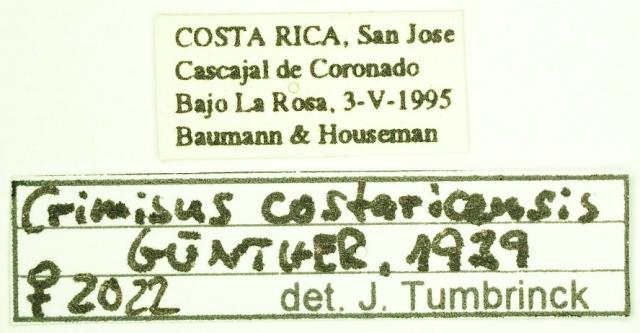 COSTA RICA, San Jose
Cascajal de Coronado
Bajo La Rosa, 3-V-1995
Baumann & Houseman
Crimisus costaricensis
GÜNTHER, 1939
♀ 2022 det. J. Tumbrinck